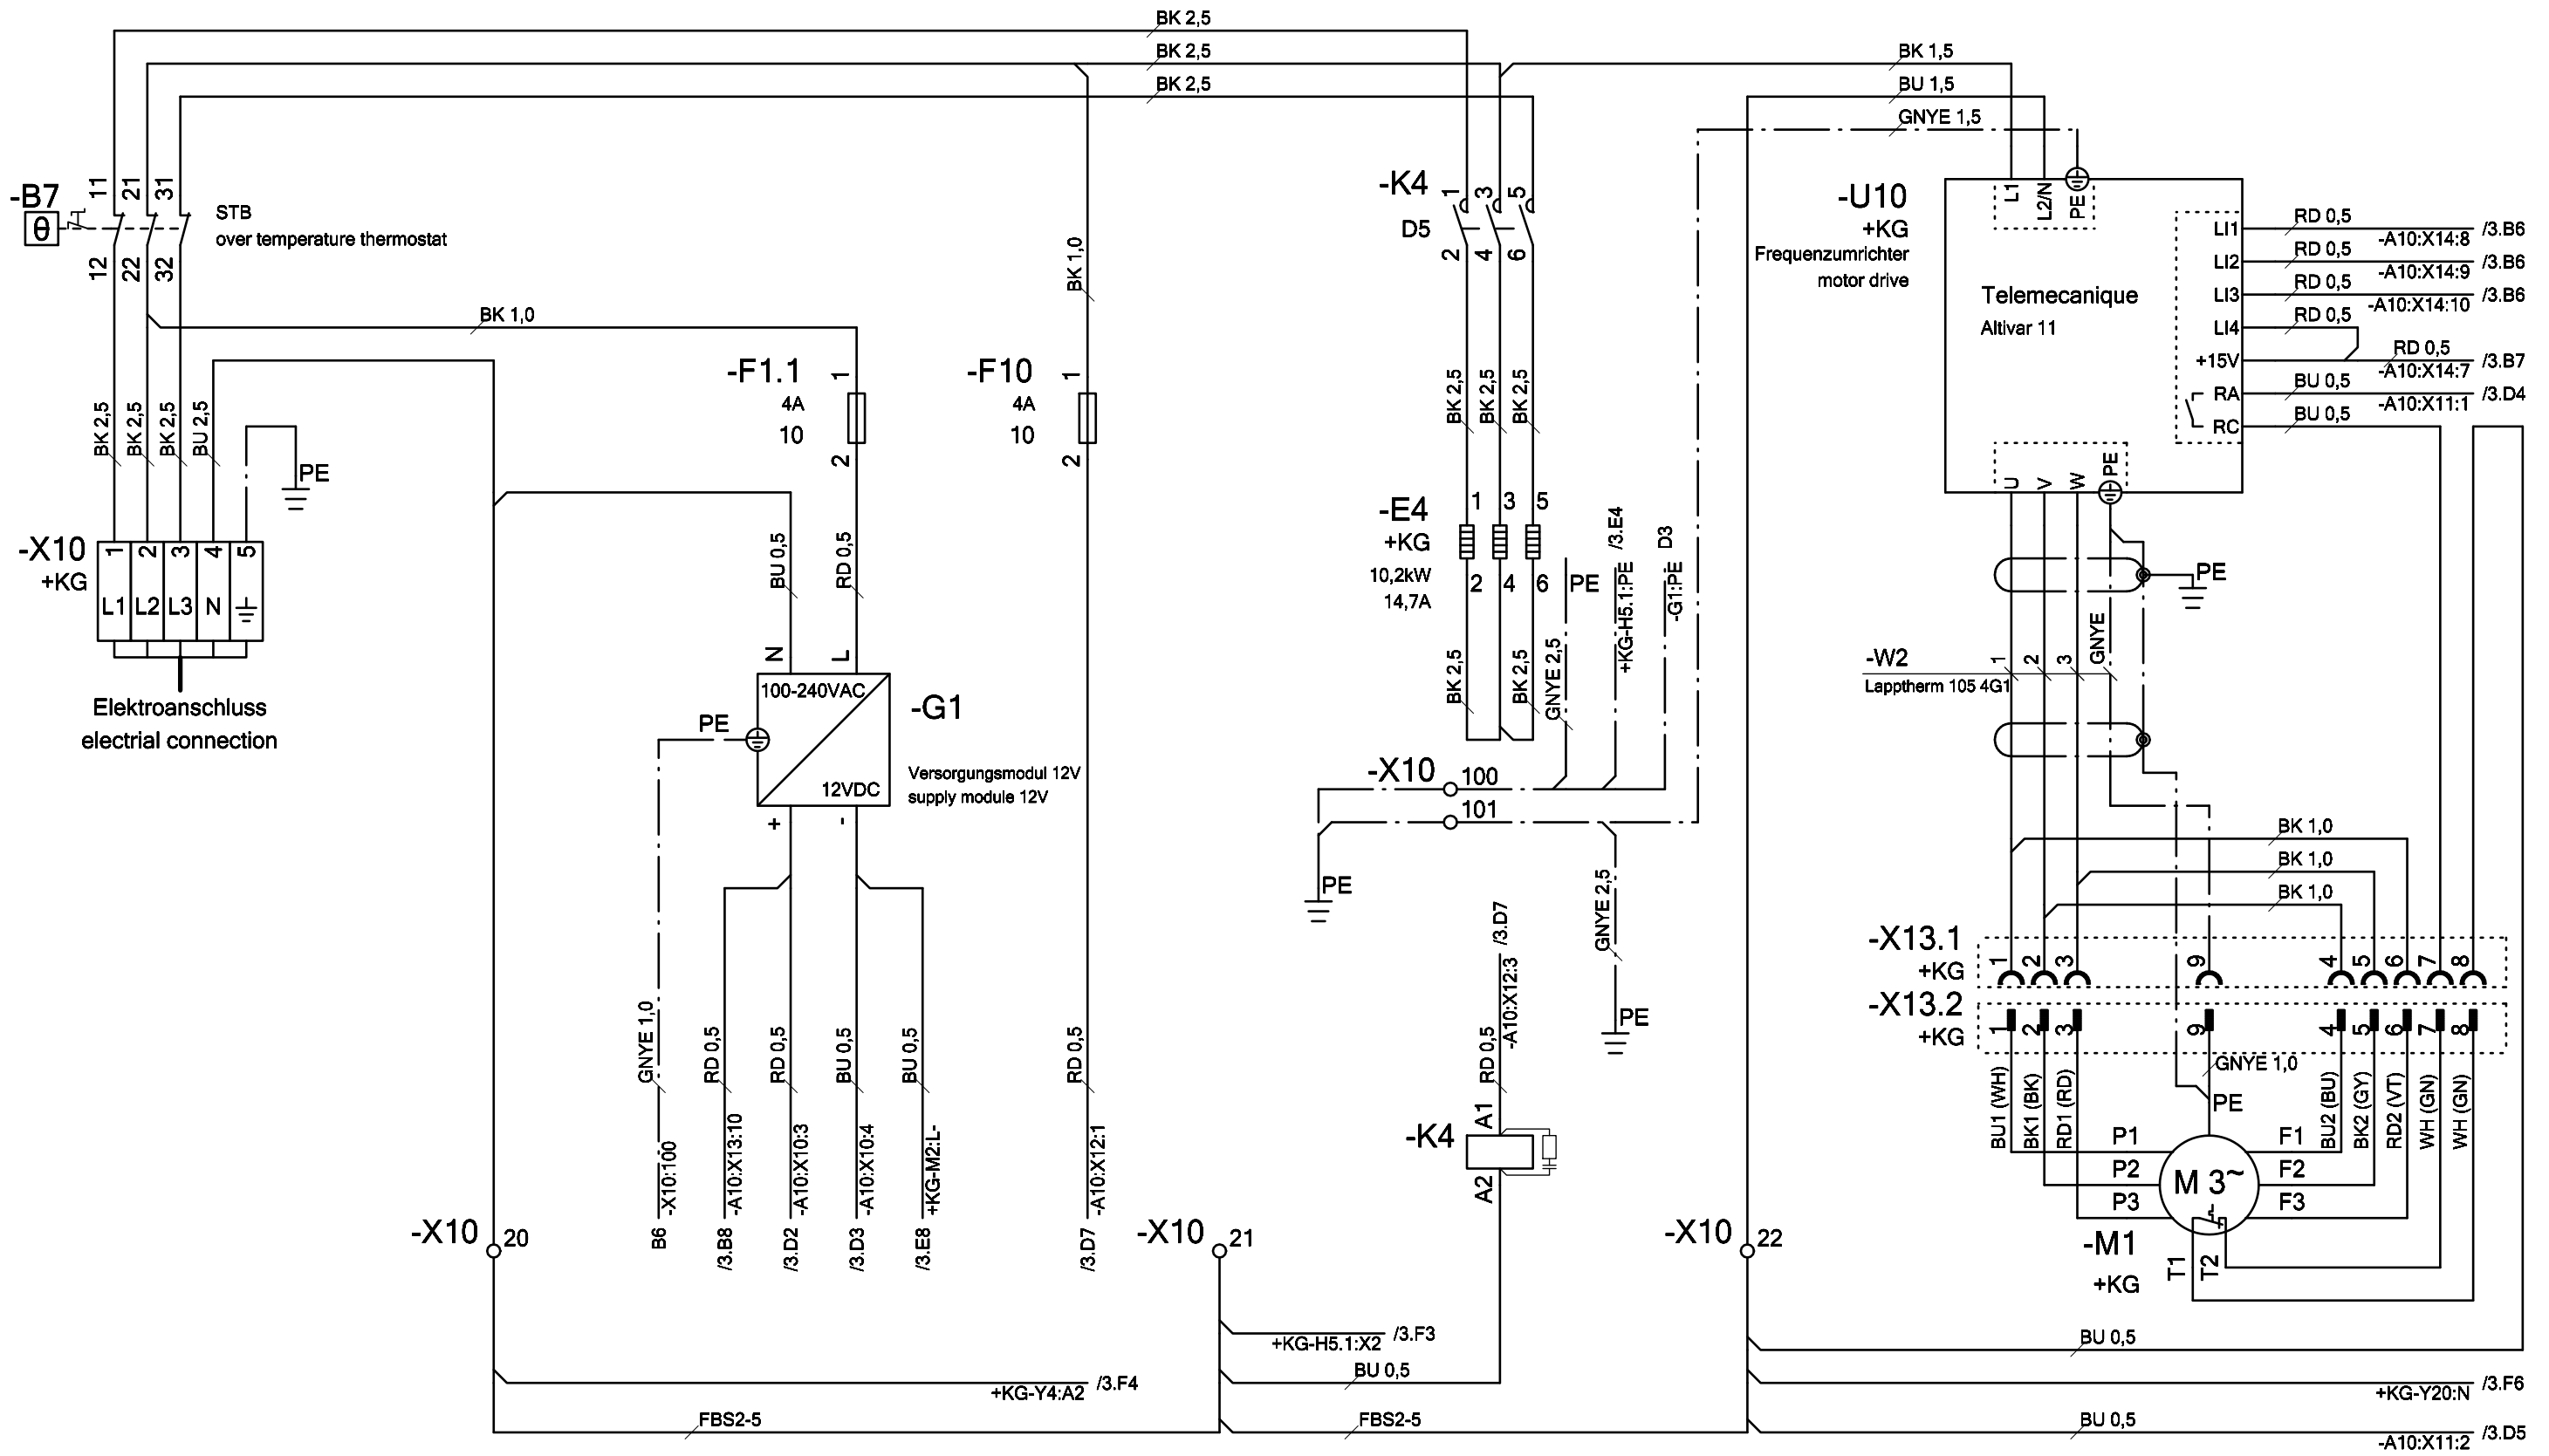 BK 2,5
BK 2,5
BK 2,5
BK 1,5
BU 1,5
GNYE 1,5
-B7
θ
11
21
31
12
22
32
STB
over temperature thermostat
BK 1,0
BK 2,5
BK 2,5
BK 2,5
BU 2,5
PE
-X10
+KG
1
2
3
4
5
L1
L2
L3
N
Elektroanschluss
electrial connection
-F1.1
4A
10
1
2
BK 1,0
-F10
4A
10
1
2
BU 0,5
RD 0,5
N
L
100-240VAC
12VDC
-G1
PE
Versorgungsmodul 12V
supply module 12V
+
-
GNYE 1,0
RD 0,5
RD 0,5
BU 0,5
BU 0,5
RD 0,5
-X10:100
-A10:X13:10
-A10:X10:3
-A10:X10:4
+KG-M2:L-
-A10:X12:1
B6
/3.B8
/3.D2
/3.D3
/3.E8
/3.D7
-K4
D5
1
3
5
2
4
6
BK 2,5
BK 2,5
BK 2,5
-E4
+KG
10,2kW
14,7A
1
3
5
2
4
6
BK 2,5
BK 2,5
GNYE 2,5
PE
/3.E4
+KG-H5.1:PE
D3
-G1:PE
-X10
100
101
PE
GNYE 2,5
PE
/3.D7
-A10:X12:3
RD 0,5
-K4
A1
A2
-X10
20
-X10
21
-X10
22
+KG-H5.1:X2
/3.F3
BU 0,5
+KG-Y4:A2
/3.F4
FBS2-5
FBS2-5
-U10
+KG
Frequenzumrichter
motor drive
L1
L2/N
PE
Telemecanique
Altivar 11
LI1
LI2
LI3
LI4
+15V
RA
RC
RD 0,5
-A10:X14:8
/3.B6
RD 0,5
-A10:X14:9
/3.B6
RD 0,5
-A10:X14:10
/3.B6
RD 0,5
RD 0,5
-A10:X14:7
/3.B7
BU 0,5
-A10:X11:1
/3.D4
BU 0,5
U
V
W
PE
PE
-W2
Lapptherm 105 4G1
1
2
3
GNYE
BK 1,0
BK 1,0
BK 1,0
-X13.1
+KG
1
2
3
9
4
5
6
7
8
-X13.2
+KG
1
2
3
9
4
5
6
7
8
GNYE 1,0
PE
BU1 (WH)
BK1 (BK)
RD1 (RD)
BU2 (BU)
BK2 (GY)
RD2 (VT)
WH (GN)
WH (GN)
P1
P2
P3
M 3~
F1
F2
F3
-M1
+KG
T1
T2
BU 0,5
+KG-Y20:N
/3.F6
BU 0,5
-A10:X11:2
/3.D5